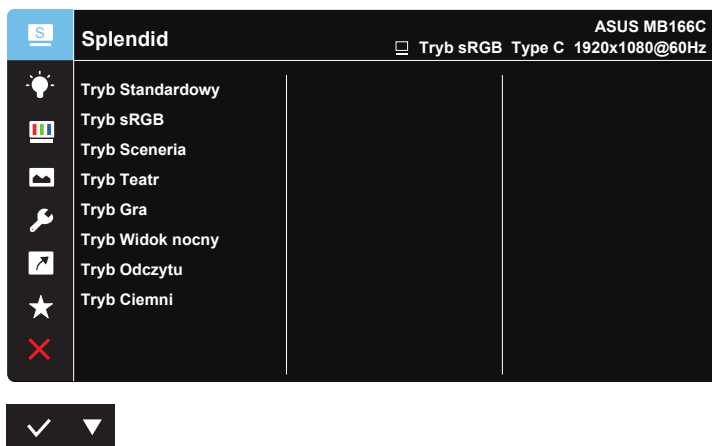 S
Splendid
ASUS MB166C
Tryb sRGB Type C 1920x1080@60Hz
Tryb Standardowy
Tryb sRGB
Tryb Sceneria
Tryb Teatr
Tryb Gra
Tryb Widok nocny
Tryb Odczytu
Tryb Ciemni